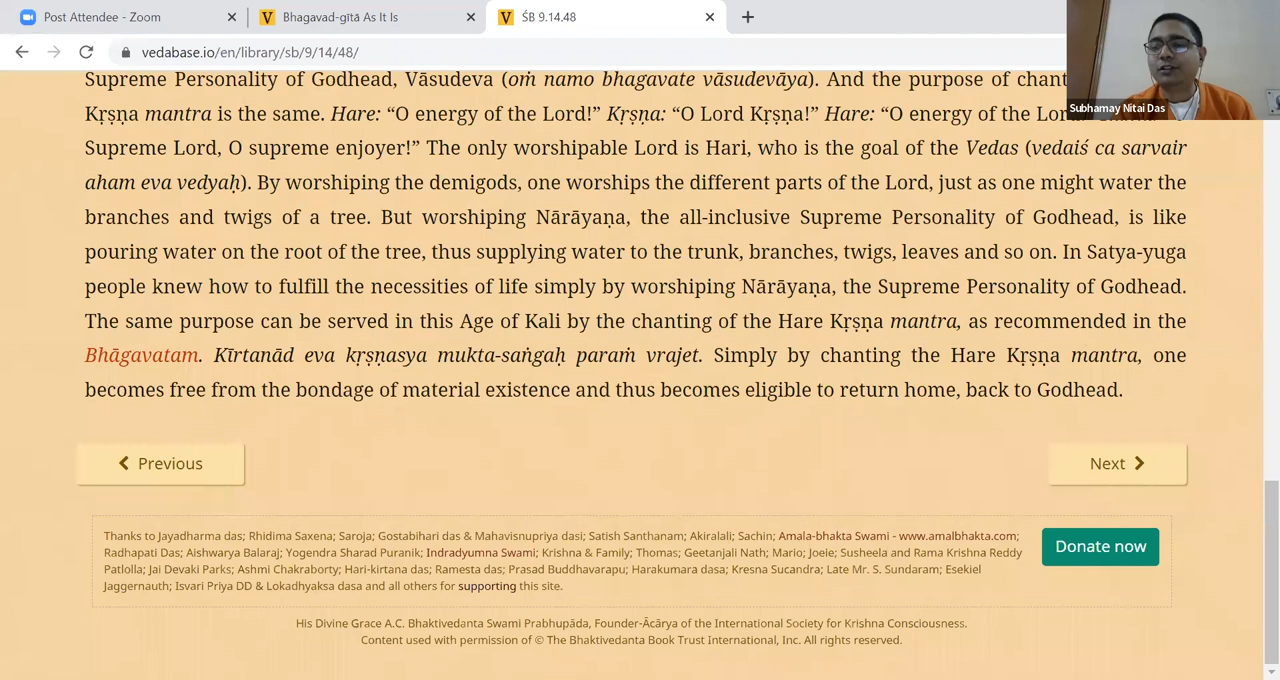 Post Attendee - Zoom
Bhagavad-gītā As It Is
ŚB 9.14.48
vedabase.io/en/library/sb/9/14/48/
Subhamay Nitai Das
Supreme Personality of Godhead, Vāsudeva (oṁ namo bhagavate vāsudevāya). And the purpose of
Kṛṣṇa mantra is the same. Hare: “O energy of the Lord!” Kṛṣṇa: “O Lord Kṛṣṇa!” Hare: “O energy of the
Supreme Lord, O supreme enjoyer!” The only worshipable Lord is Hari, who is the goal of the Vedas (vedaiś ca sarvair
aham eva vedyaḥ). By worshiping the demigods, one worships the different parts of the Lord, just as one might water the
branches and twigs of a tree. But worshiping Nārāyaṇa, the all-inclusive Supreme Personality of Godhead, is like
pouring water on the root of the tree, thus supplying water to the trunk, branches, twigs, leaves and so on. In Satya-yuga
people knew how to fulfill the necessities of life simply by worshiping Nārāyaṇa, the Supreme Personality of Godhead.
The same purpose can be served in this Age of Kali by the chanting of the Hare Kṛṣṇa mantra, as recommended in the
Bhāgavatam. Kīrtanād eva kṛṣṇasya mukta-saṅgaḥ paraṁ vrajet. Simply by chanting the Hare Kṛṣṇa mantra, one
becomes free from the bondage of material existence and thus becomes eligible to return home, back to Godhead.
Previous
Next
Thanks to Jayadharma das; Rhidima Saxena; Saroja; Gostabihari das & Mahavisnupriya dasi; Satish Santhanam; Akiralali; Sachin; Amala-bhakta Swami - www.amalbhakta.com;
Radhapati Das; Aishwarya Balaraj; Yogendra Sharad Puranik; Indradyumna Swami; Krishna & Family; Thomas; Geetanjali Nath; Mario; Joeie; Susheela and Rama Krishna Reddy
Patlolla; Jai Devaki Parks; Ashmi Chakraborty; Hari-kirtana das; Ramesta das; Prasad Buddhavarapu; Harakumara dasa; Kresna Sucandra; Late Mr. S. Sundaram; Esekiel
Jaggernauth; Isvari Priya DD & Lokadhyaksa dasa and all others for supporting this site.
Donate now
His Divine Grace A.C. Bhaktivedanta Swami Prabhupāda, Founder-Ācārya of the International Society for Krishna Consciousness.
Content used with permission of © The Bhaktivedanta Book Trust International, Inc. All rights reserved.